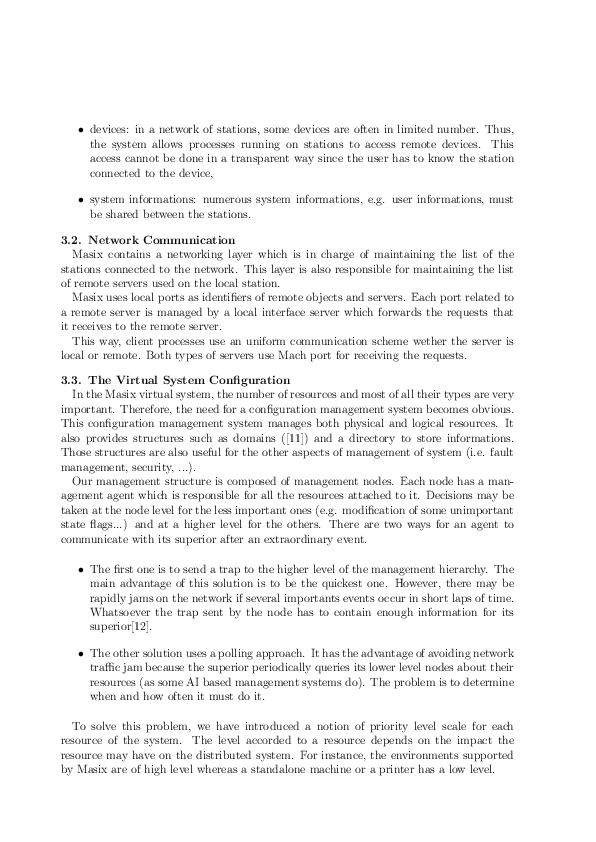 • devices: in a network of stations, some devices are often in limited number. Thus,
the system allows processes running on stations to access remote devices. This
access cannot be done in a transparent way since the user has to know the station
connected to the device,
• system informations: numerous system informations, e.g. user informations, must
be shared between the stations.
3.2. Network Communication
Masix contains a networking layer which is in charge of maintaining the list of the
stations connected to the network. This layer is also responsible for maintaining the list
of remote servers used on the local station.
Masix uses local ports as identifiers of remote objects and servers. Each port related to
a remote server is managed by a local interface server which forwards the requests that
it receives to the remote server.
This way, client processes use an uniform communication scheme wether the server is
local or remote. Both types of servers use Mach port for receiving the requests.
3.3. The Virtual System Configuration
In the Masix virtual system, the number of resources and most of all their types are very
important. Therefore, the need for a configuration management system becomes obvious.
This configuration management system manages both physical and logical resources. It
also provides structures such as domains ([11]) and a directory to store informations.
Those structures are also useful for the other aspects of management of system (i.e. fault
management, security, ...).
Our management structure is composed of management nodes. Each node has a man-
agement agent which is responsible for all the resources attached to it. Decisions may be
taken at the node level for the less important ones (e.g. modification of some unimportant
state flags...) and at a higher level for the others. There are two ways for an agent to
communicate with its superior after an extraordinary event.
• The first one is to send a trap to the higher level of the management hierarchy. The
main advantage of this solution is to be the quickest one. However, there may be
rapidly jams on the network if several importants events occur in short laps of time.
Whatsoever the trap sent by the node has to contain enough information for its
superior[12].
• The other solution uses a polling approach. It has the advantage of avoiding network
traffic jam because the superior periodically queries its lower level nodes about their
resources (as some AI based management systems do). The problem is to determine
when and how often it must do it.
To solve this problem, we have introduced a notion of priority level scale for each
resource of the system. The level accorded to a resource depends on the impact the
resource may have on the distributed system. For instance, the environments supported
by Masix are of high level whereas a standalone machine or a printer has a low level.